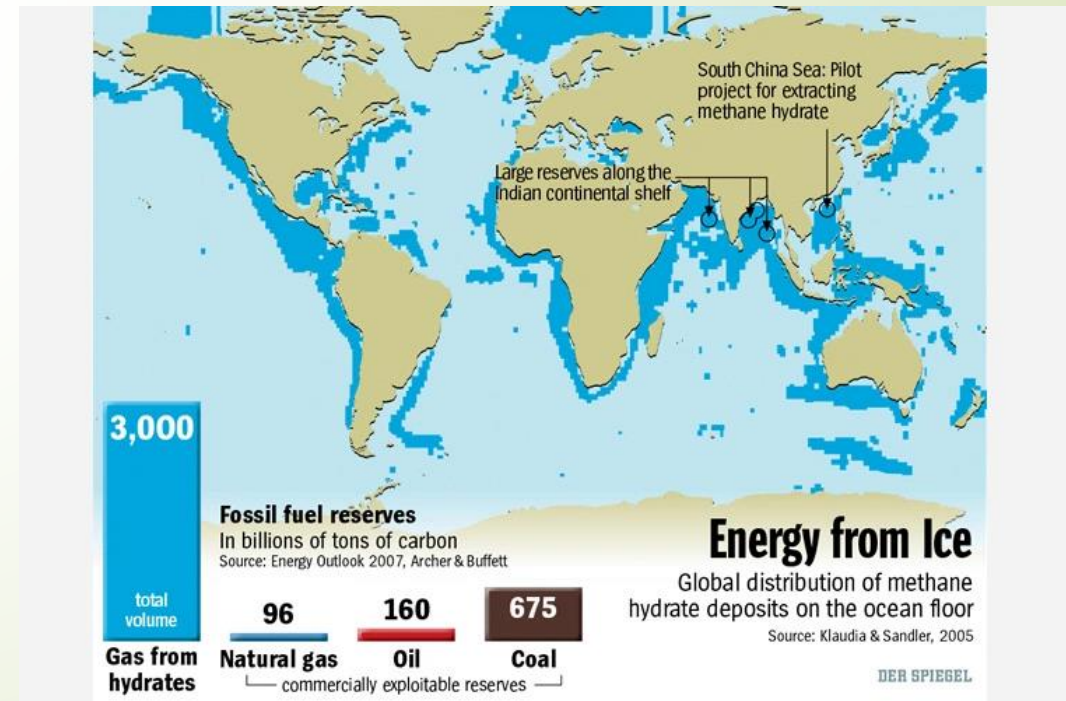 South China Sea: Pilot
project for extracting
methane hydrate
Large reserves along the
Indian continental shelf
3,000
total
volume
Gas from
hydrates
Fossil fuel reserves
In billions of tons of carbon
Source: Energy Outlook 2007, Archer & Buffett
96
Natural gas
160
Oil
675
Coal
commercially exploitable reserves
Energy from Ice
Global distribution of methane
hydrate deposits on the ocean floor
Source: Klaudia & Sandler, 2005
DER SPIEGEL